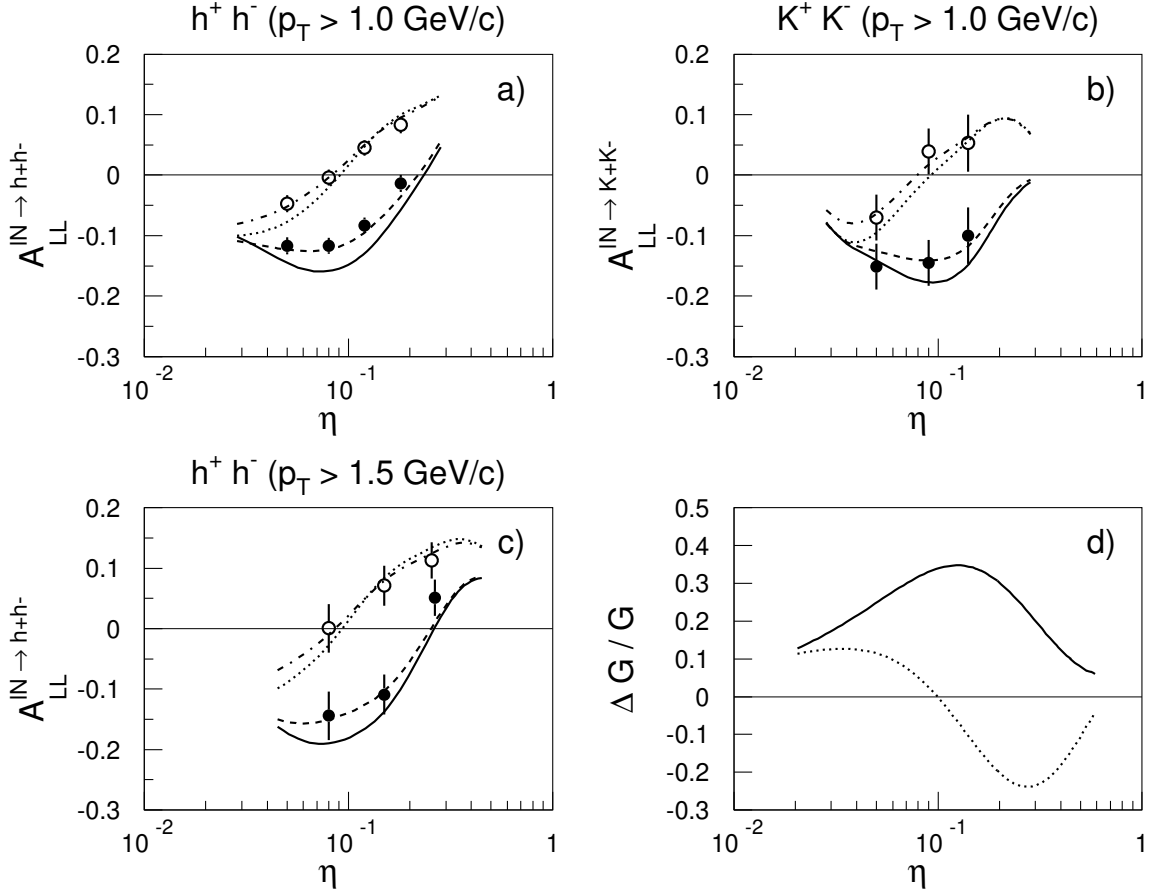 h⁺ h⁻ (p_T > 1.0 GeV/c)
a)
A_LL^IN → h+h-
0.2
0.1
0
-0.1
-0.2
-0.3
10⁻² 10⁻¹ 1
η
K⁺ K⁻ (p_T > 1.0 GeV/c)
b)
A_LL^IN → K+K-
0.2
0.1
0
-0.1
-0.2
-0.3
10⁻² 10⁻¹ 1
η
h⁺ h⁻ (p_T > 1.5 GeV/c)
c)
A_LL^IN → h+h-
0.2
0.1
0
-0.1
-0.2
-0.3
10⁻² 10⁻¹ 1
η
d)
Δ G / G
0.5
0.4
0.3
0.2
0.1
0
-0.1
-0.2
-0.3
10⁻² 10⁻¹ 1
η